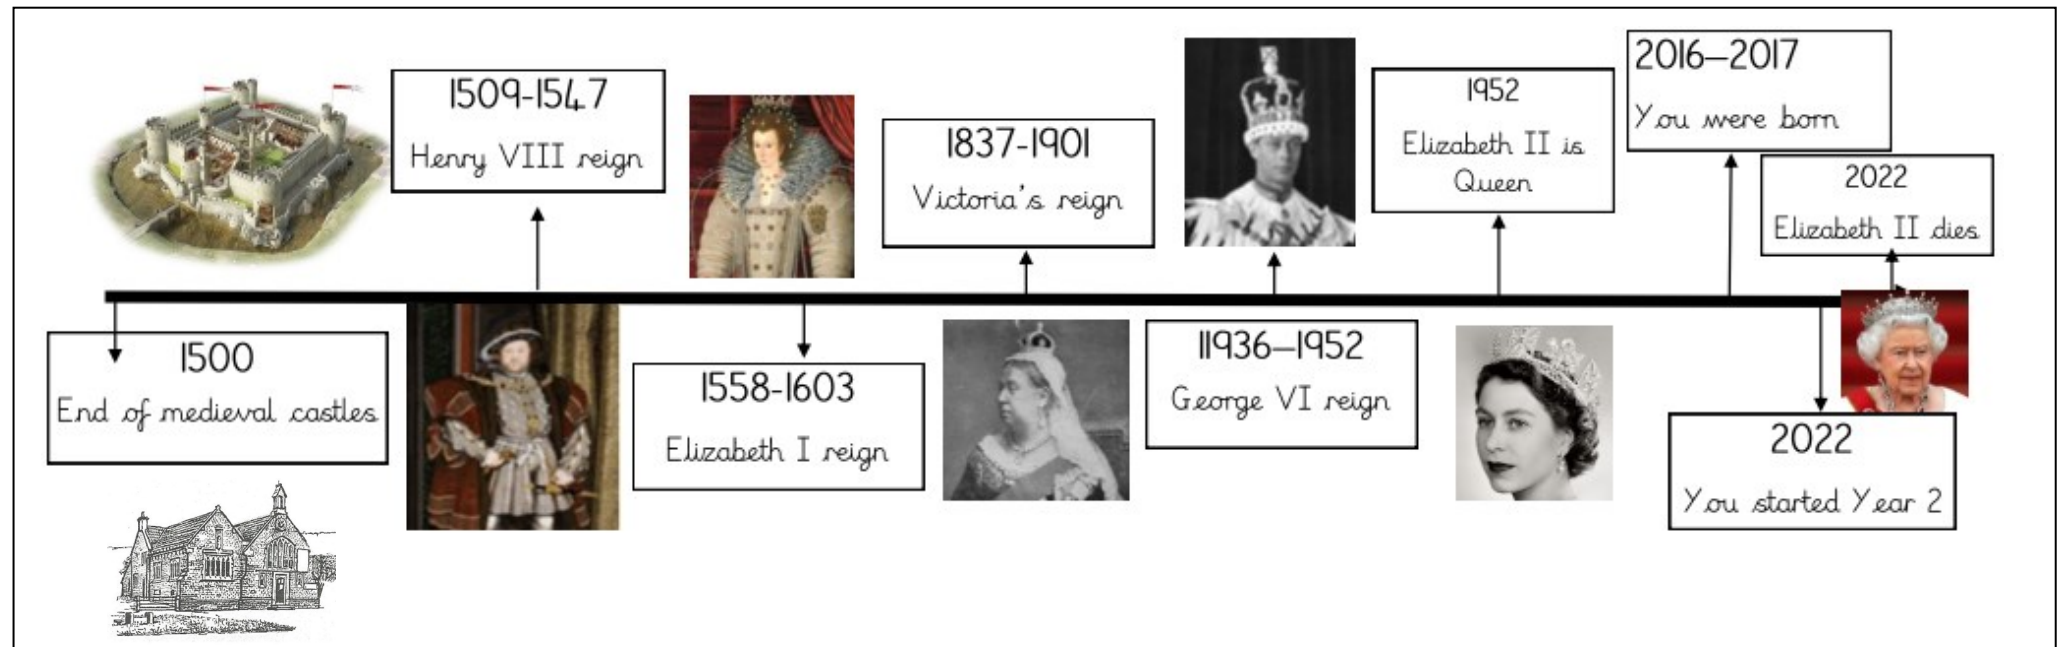 1509-1547
Henry VIII reign
1837-1901
Victoria's reign
1952
Elizabeth II is
Queen
2016–2017
You were born
2022
Elizabeth II dies
1500
End of medieval castles
1558-1603
Elizabeth I reign
11936–1952
George VI reign
2022
You started Year 2